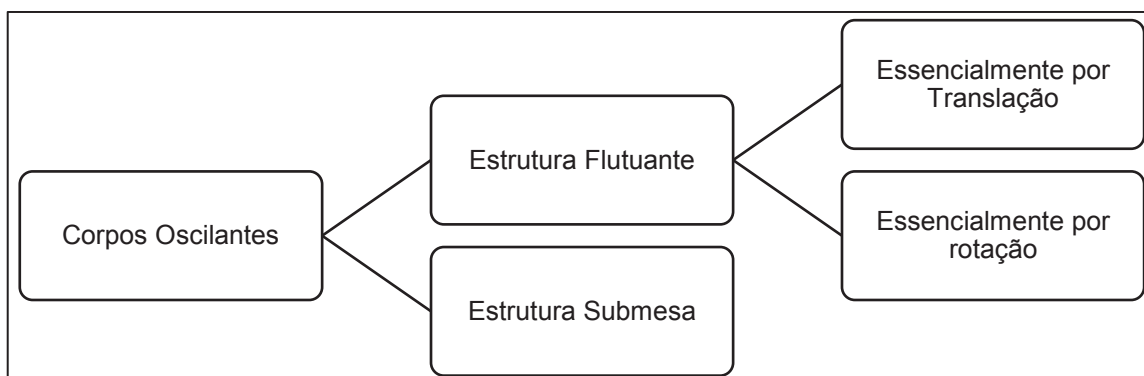 Corpos Oscilantes
Estrutura Flutuante
Essencialmente por
Translação
Essencialmente por
rotação
Estrutura Submesa